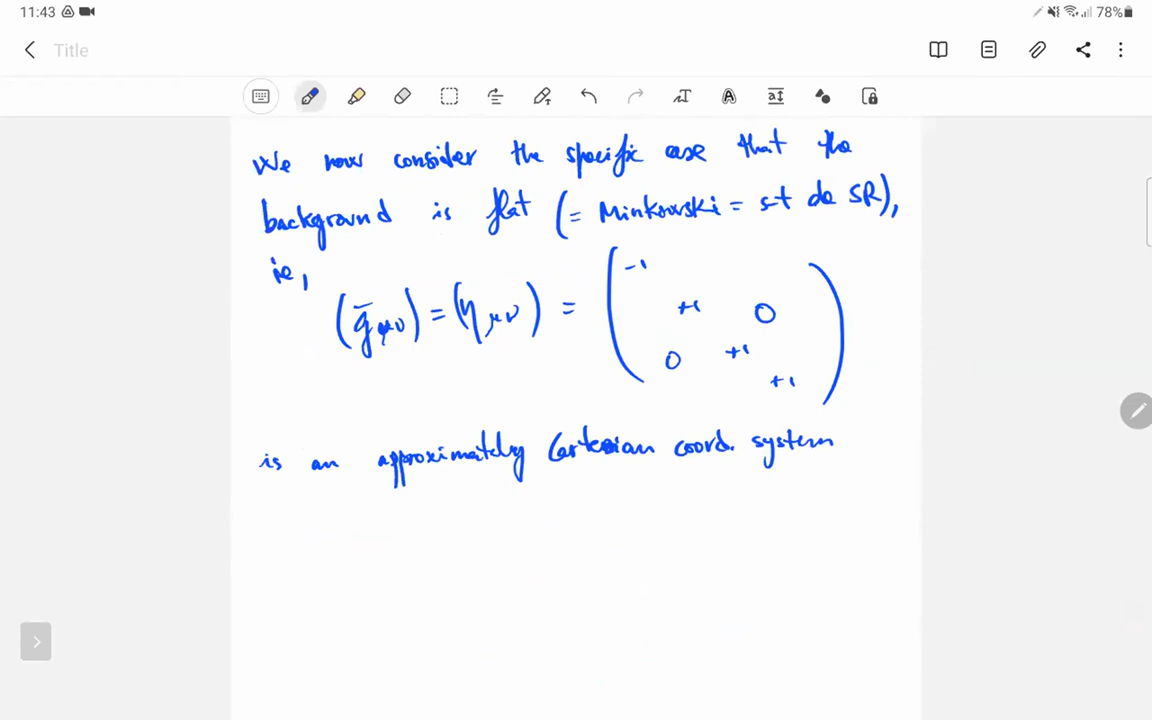 11:43 78%
Title
We now consider the specific case that the
background is flat (= Minkowski = s-t de SR),
ie,
(ḡμν) = (ημν) = ( -1
+1 0
0 +1
+1 )
is an approximately Cartesian coord. system